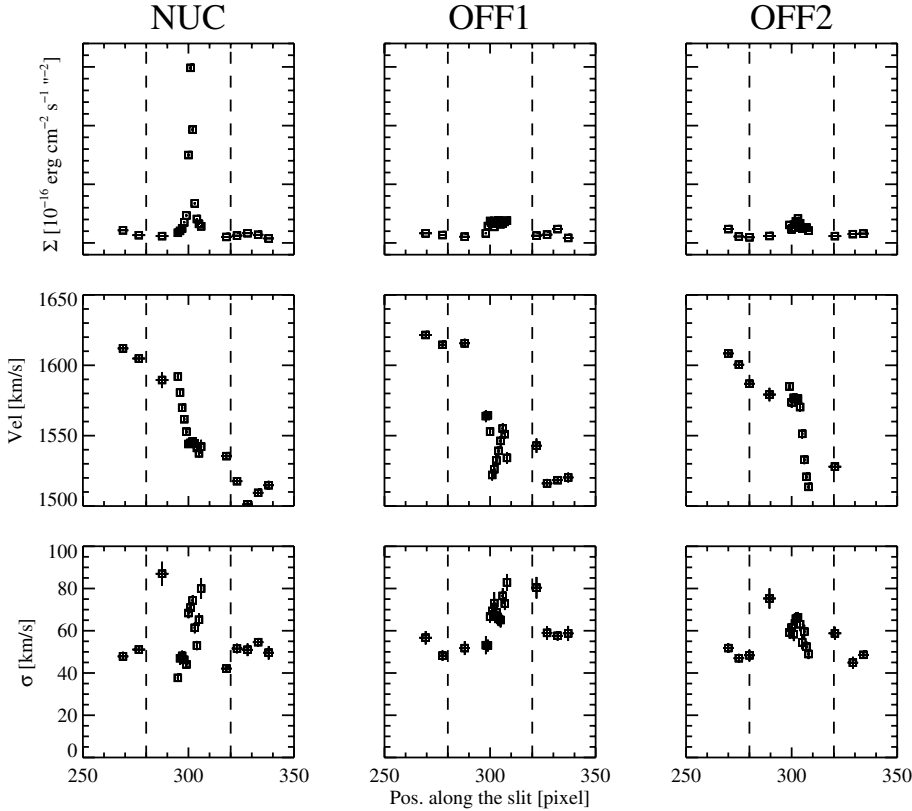 NUC OFF1 OFF2
Σ [10⁻¹⁶ erg cm⁻² s⁻¹ "⁻²]
1650
1600
1550
1500
Vel [km/s]
100
80
60
40
20
0
σ [km/s]
250 300 350 250 300 350 250 300 350
Pos. along the slit [pixel]